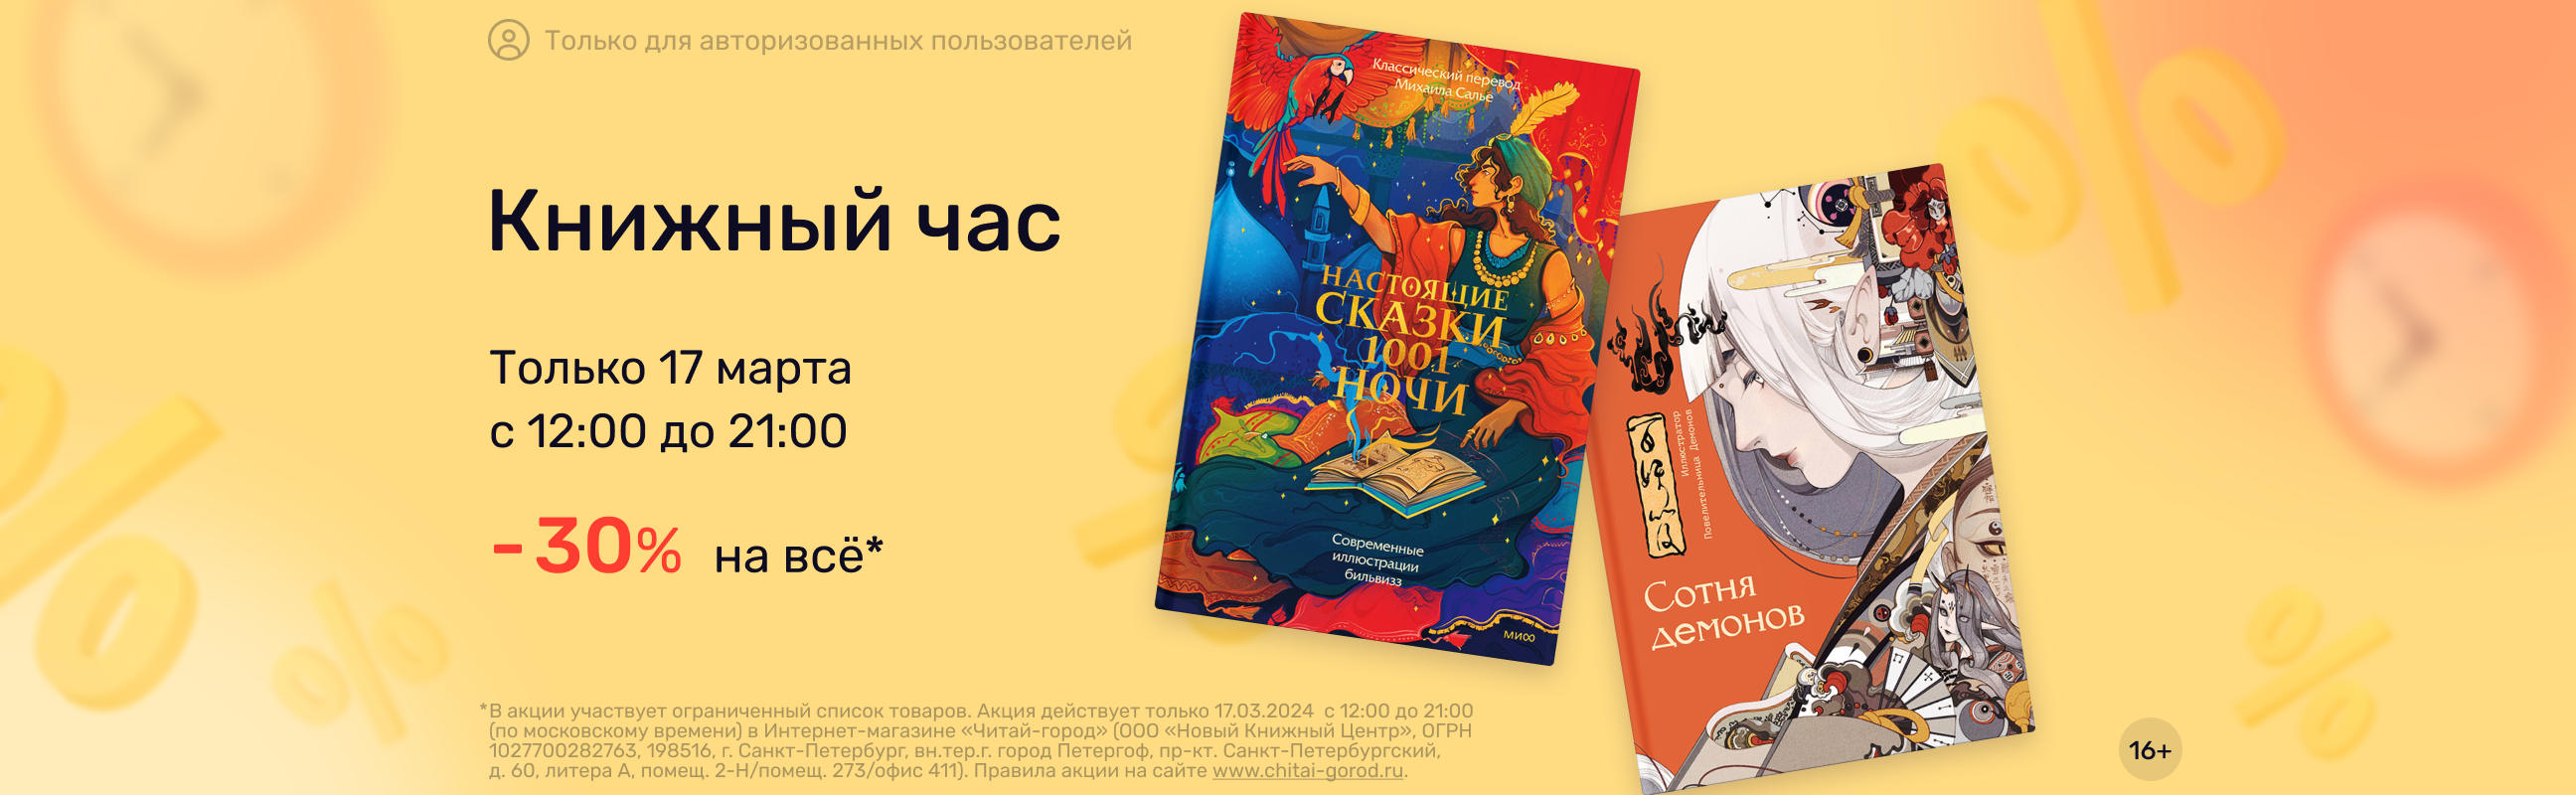 Только для авторизованных пользователей
Книжный час
Только 17 марта
с 12:00 до 21:00
-30% на всё*
*В акции участвует ограниченный список товаров. Акция действует только 17.03.2024 с 12:00 до 21:00
(по московскому времени) в Интернет-магазине «Читай-город» (ООО «Новый Книжный Центр», ОГРН
1027700282763, 198516, г. Санкт-Петербург, вн.тер.г. город Петергоф, пр-кт. Санкт-Петербургский,
д. 60, литера А, помещ. 2-Н/помещ. 273/офис 411). Правила акции на сайте www.chitai-gorod.ru.
Классический перевод
Михаила Салье
НАСТОЯЩИЕ
СКАЗКИ
1001
НОЧИ
Современные
иллюстрации
бильвизз
миф
Иллюстратор
Повелительница Демонов
Сотня
демонов
16+